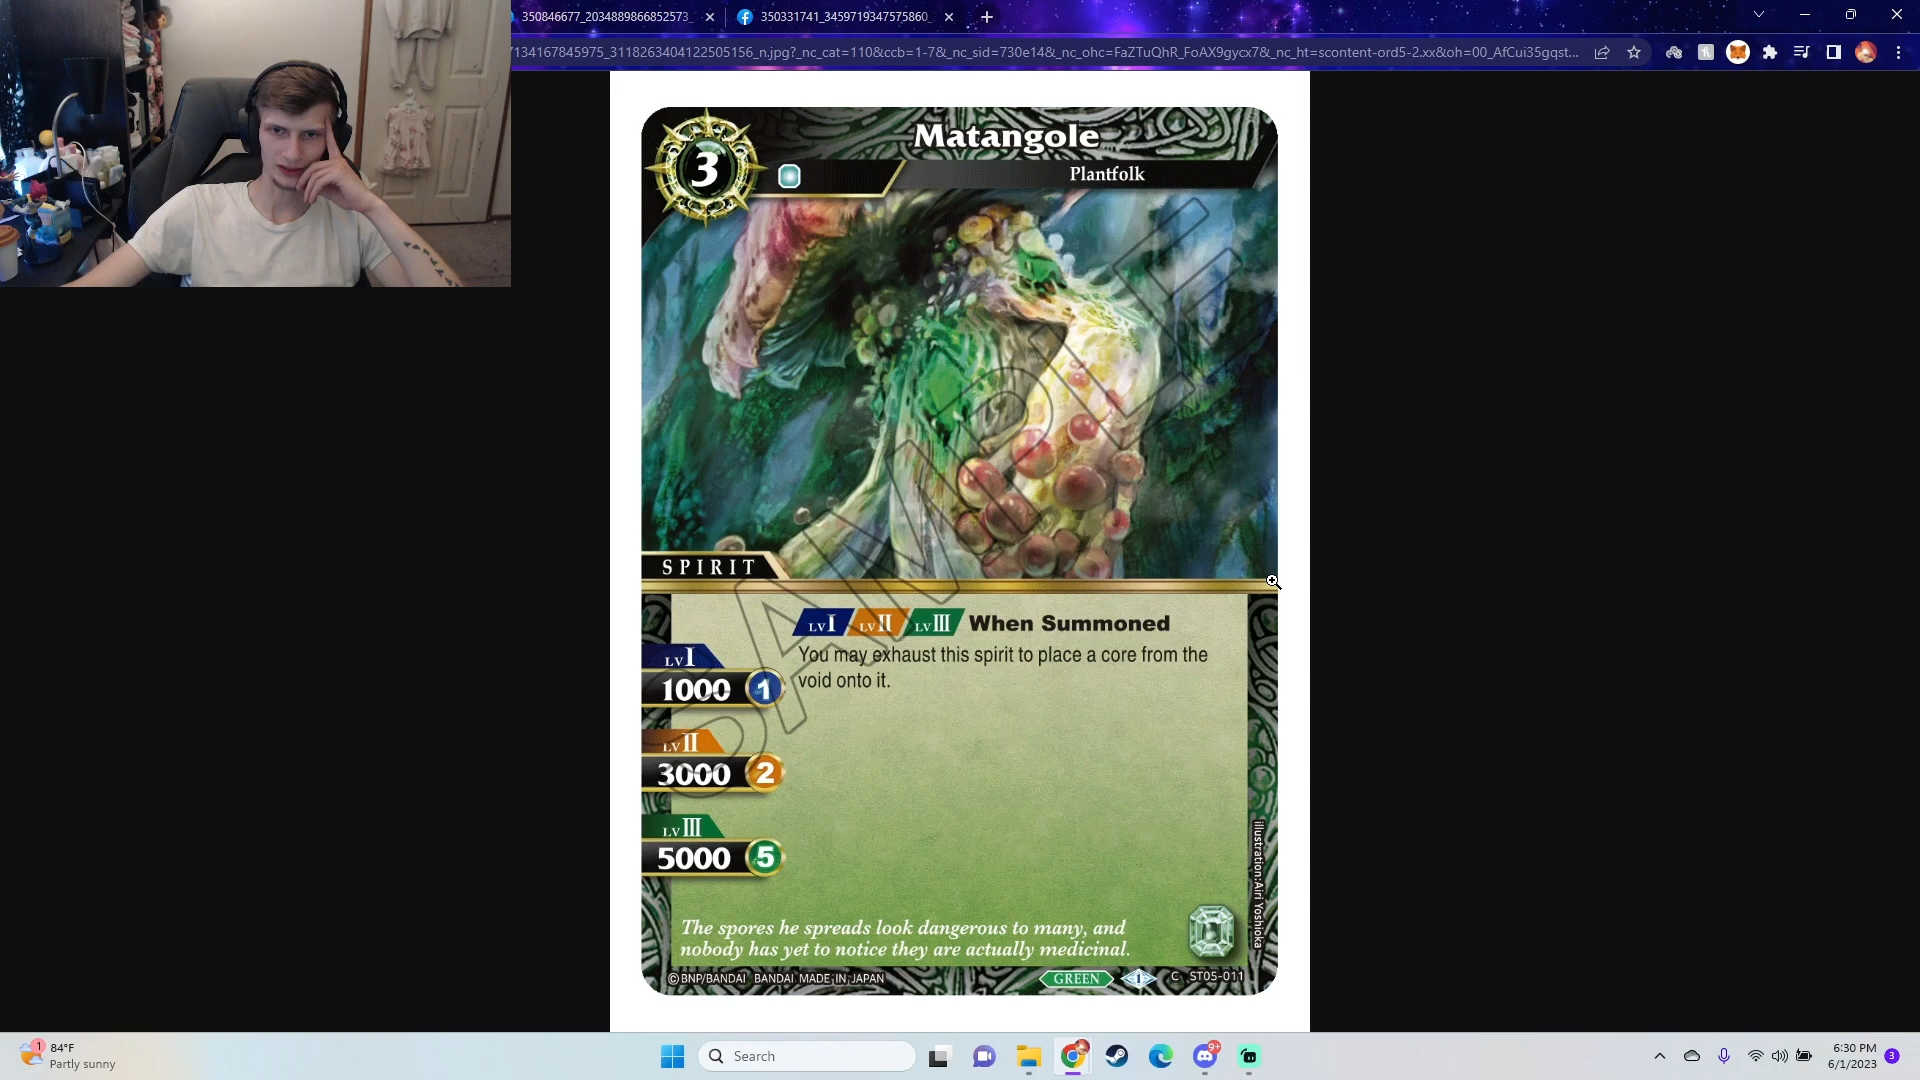 350846677_2034889866852573_
350331741_3459719347575860_
7134167845975_3118263404122505156_n.jpg?_nc_cat=110&ccb=1-7&_nc_sid=730e14&_nc_ohc=FaZTuQhR_FoAX9gycx7&_nc_ht=scontent-ord5-2.xx&oh=00_AfCui35gqst...
3
Matangole
Plantfolk
SAMPLE
SPIRIT
LV I LV II LV III When Summoned
You may exhaust this spirit to place a core from the
void onto it.
LV I
1000 1
LV II
3000 2
LV III
5000 5
illustration:Airi Yoshioka
The spores he spreads look dangerous to many, and
nobody has yet to notice they are actually medicinal.
©BNP/BANDAI BANDAI MADE IN JAPAN GREEN 1 C ST05-011
1
84°F
Partly sunny
Search
9+
6:30 PM
6/1/2023
3